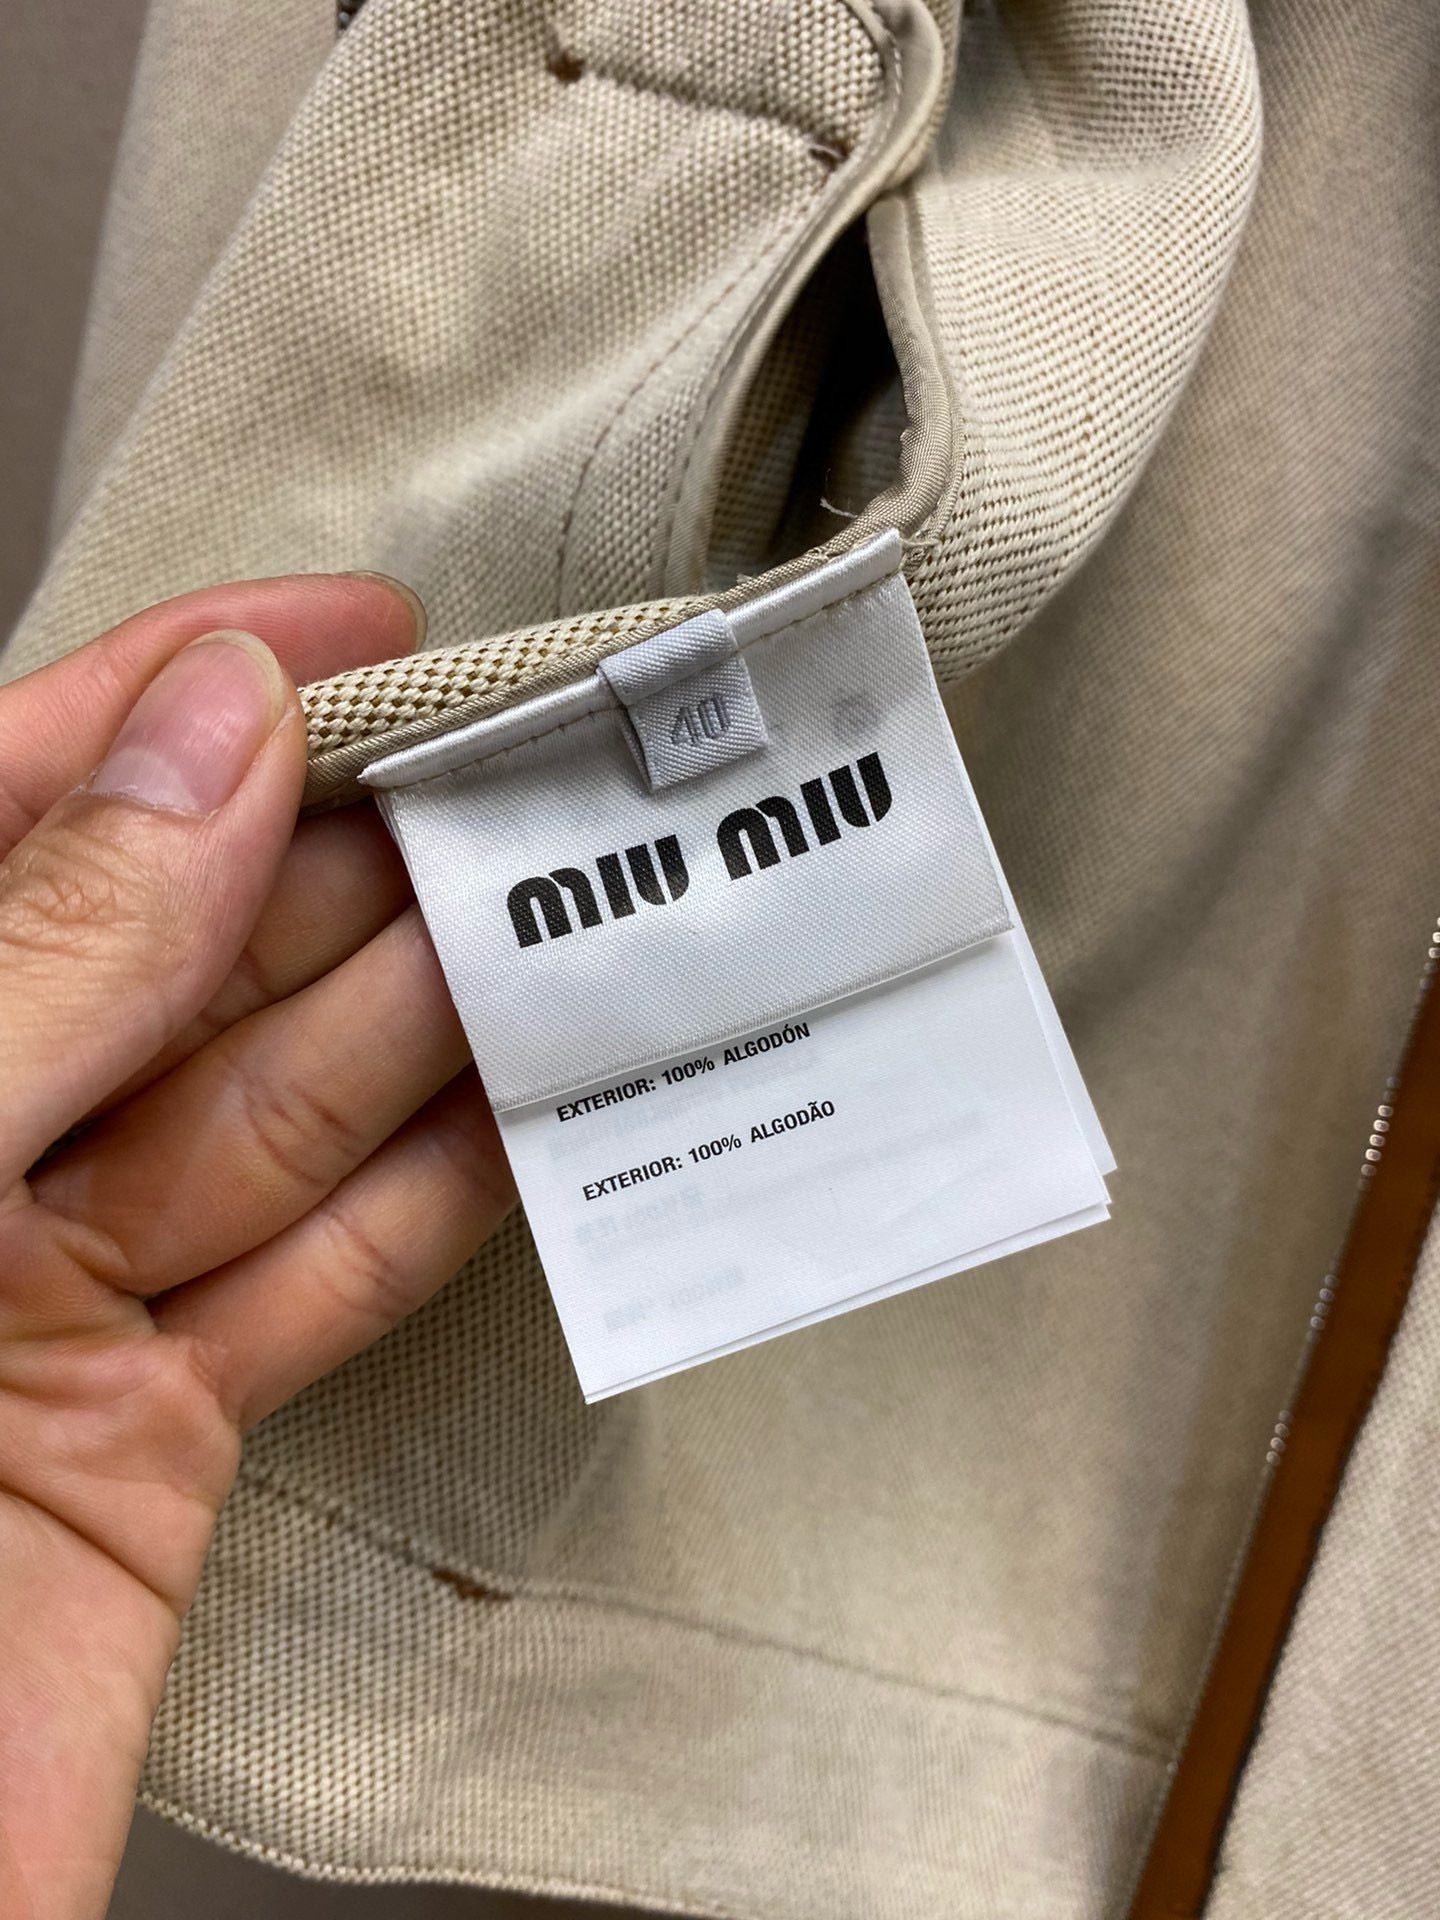 40
MIU MIU
EXTERIOR: 100% ALGODÓN
EXTERIOR: 100% ALGODÃO